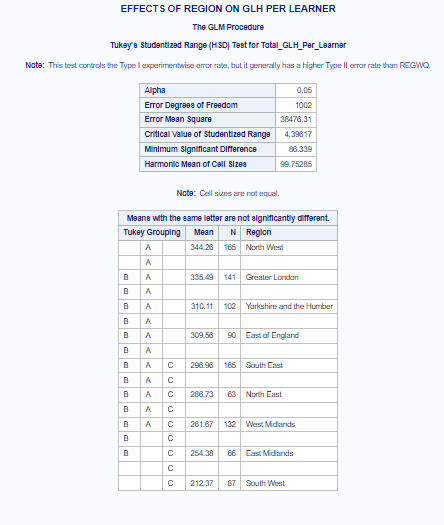 EFFECTS OF REGION ON GLH PER LEARNER
The GLM Procedure
Tukey's Studentized Range (HSD) Test for Total_GLH_Per_Learner
Note: This test controls the Type I experimentwise error rate, but it generally has a higher Type II error rate than REGWQ.
Alpha 0.05
Error Degrees of Freedom 1002
Error Mean Square 38476.31
Critical Value of Studentized Range 4.39617
Minimum Significant Difference 86.339
Harmonic Mean of Cell Sizes 99.75285
Note: Cell sizes are not equal.
Means with the same letter are not significantly different.
Tukey Grouping Mean N Region
A 344.26 165 North West
A
B A 335.49 141 Greater London
B A
B A 310.11 102 Yorkshire and the Humber
B A
B A 309.56 90 East of England
B A
B A C 296.96 165 South East
B A C
B A C 286.73 63 North East
B A C
B A C 261.67 132 West Midlands
B C
B C 254.38 66 East Midlands
C
C 212.37 87 South West